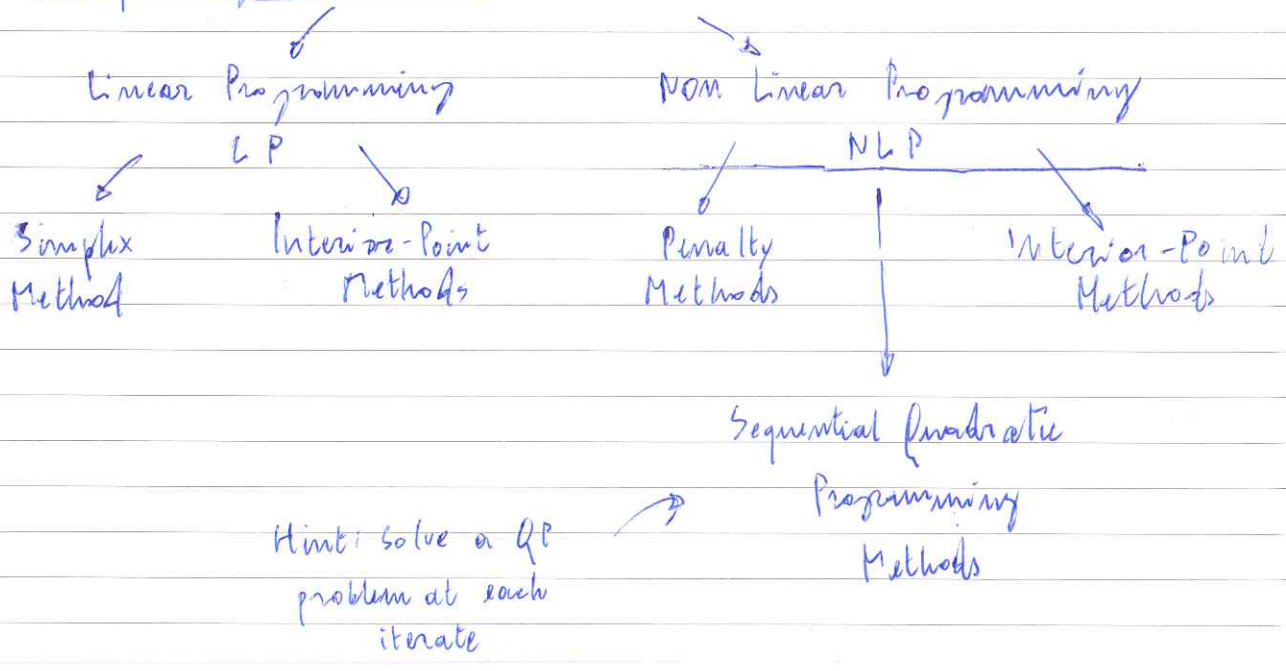 Linear Programming
LP
Non Linear Programming
NLP
Simplex
Method
Interior-Point
Methods
Penalty
Methods
Interior-Point
Methods
Sequential Quadratic
Programming
Methods
Hint: solve a QP
problem at each
iterate